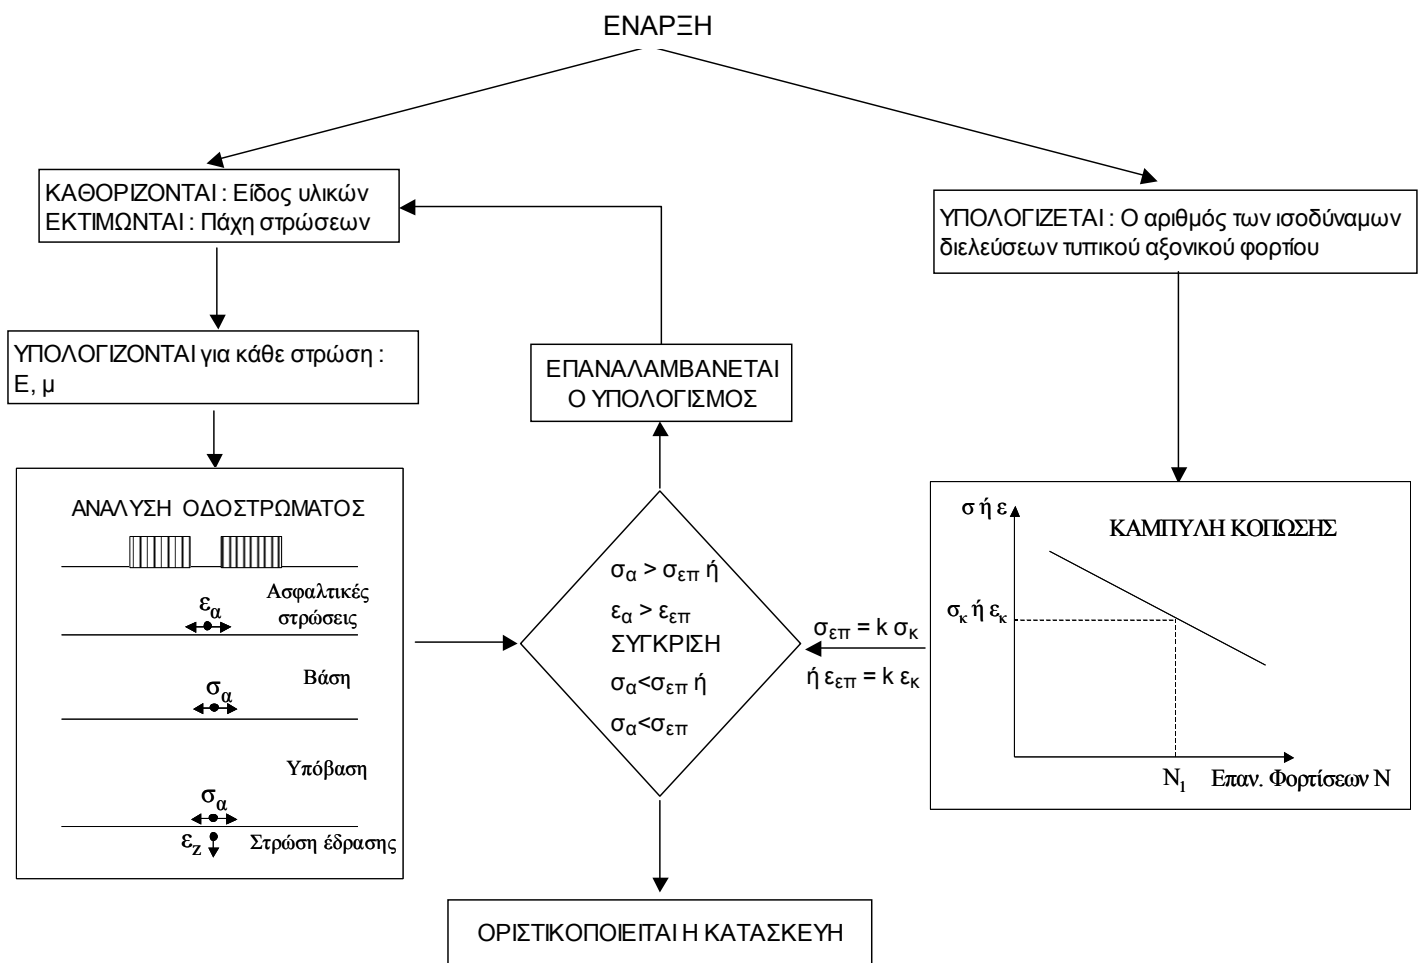 ΕΝΑΡΞΗ
ΚΑΘΟΡΙΖΟΝΤΑΙ : Είδος υλικών
ΕΚΤΙΜΩΝΤΑΙ : Πάχη στρώσεων
ΥΠΟΛΟΓΙΖΕΤΑΙ : Ο αριθμός των ισοδύναμων
διελεύσεων τυπικού αξονικού φορτίου
ΥΠΟΛΟΓΙΖΟΝΤΑΙ για κάθε στρώση :
Ε, μ
ΕΠΑΝΑΛΑΜΒΑΝΕΤΑΙ
Ο ΥΠΟΛΟΓΙΣΜΟΣ
ΑΝΑΛΥΣΗ ΟΔΟΣΤΡΩΜΑΤΟΣ
Ασφαλτικές
στρώσεις
εα
Βάση
σα
Υπόβαση
σα
εz
Στρώση έδρασης
σα > σεπ ή
εα > εεπ
ΣΥΓΚΡΙΣΗ
σα<σεπ ή
σα<σεπ
σεπ = k σκ
ή εεπ = k εκ
σ ή ε
ΚΑΜΠΥΛΗ ΚΟΠΩΣΗΣ
σκ ή εκ
Ν1
Επαν. Φορτίσεων Ν
ΟΡΙΣΤΙΚΟΠΟΙΕΙΤΑΙ Η ΚΑΤΑΣΚΕΥΗ